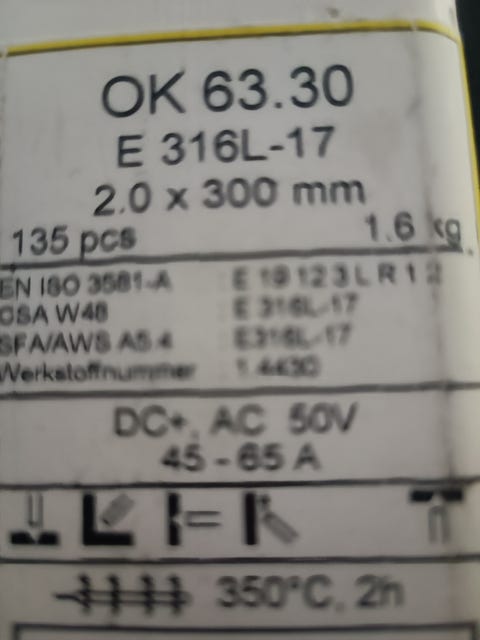 OK 63.30
E 316L-17
2.0 x 300 mm
135 pcs 1.6 kg
EN ISO 3581-A : E 19 12 3 L R 1 2
CSA W48 : E 316L-17
SFA/AWS A5.4 : E316L-17
Werkstoffnummer : 1.4430
DC+, AC 50V
45 - 65 A
350°C, 2h